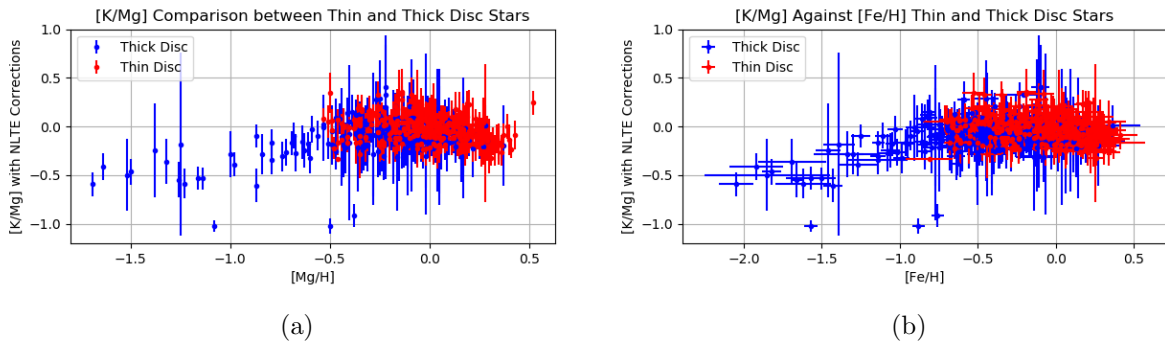 [K/Mg] Comparison between Thin and Thick Disc Stars
[K/Mg] with NLTE Corrections
1.0
0.5
0.0
−0.5
−1.0
Thick Disc
Thin Disc
−1.5 −1.0 −0.5 0.0 0.5
[Mg/H]
(a)
[K/Mg] Against [Fe/H] Thin and Thick Disc Stars
[K/Mg] with NLTE Corrections
1.0
0.5
0.0
−0.5
−1.0
Thick Disc
Thin Disc
−2.0 −1.5 −1.0 −0.5 0.0 0.5
[Fe/H]
(b)